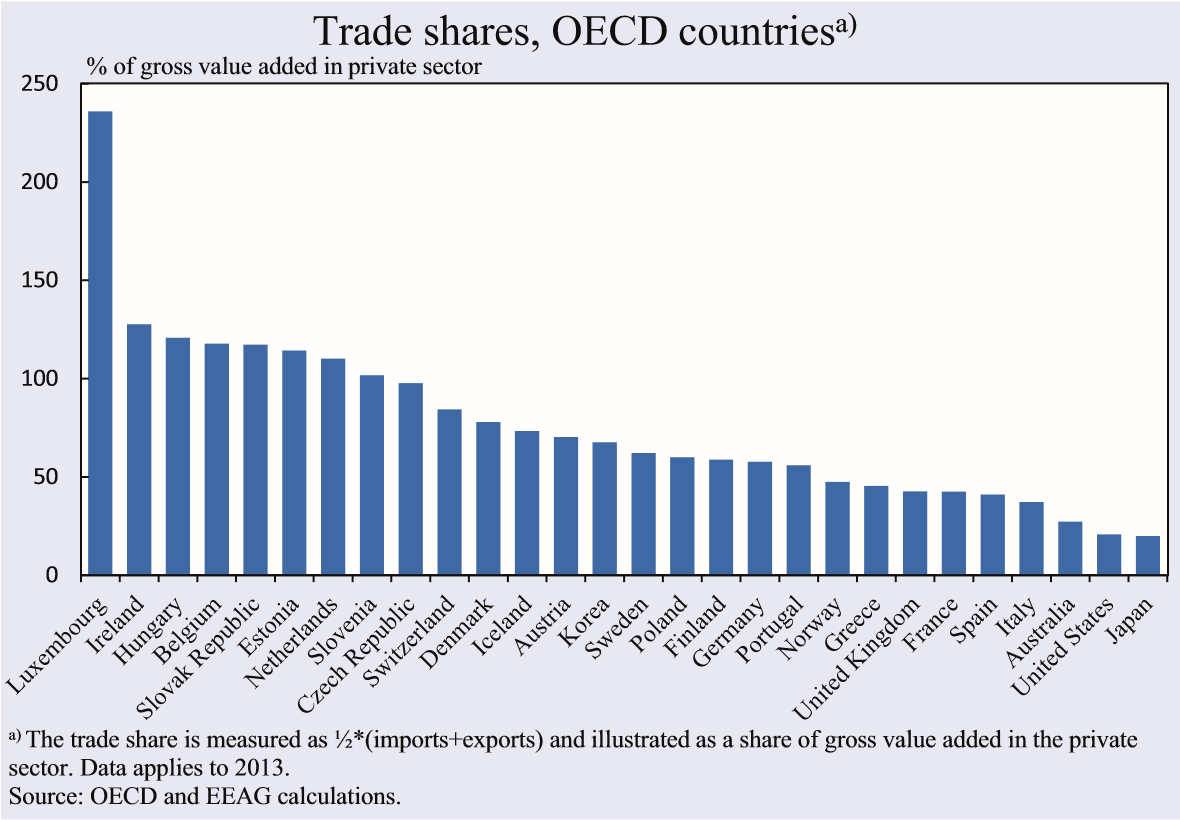 Trade shares, OECD countriesa)
% of gross value added in private sector
250
200
150
100
50
0
Luxembourg
Ireland
Hungary
Belgium
Slovak Republic
Estonia
Netherlands
Slovenia
Czech Republic
Switzerland
Denmark
Iceland
Austria
Korea
Sweden
Poland
Finland
Germany
Portugal
Norway
Greece
United Kingdom
France
Spain
Italy
Australia
United States
Japan
a) The trade share is measured as ½*(imports+exports) and illustrated as a share of gross value added in the private
sector. Data applies to 2013.
Source: OECD and EEAG calculations.